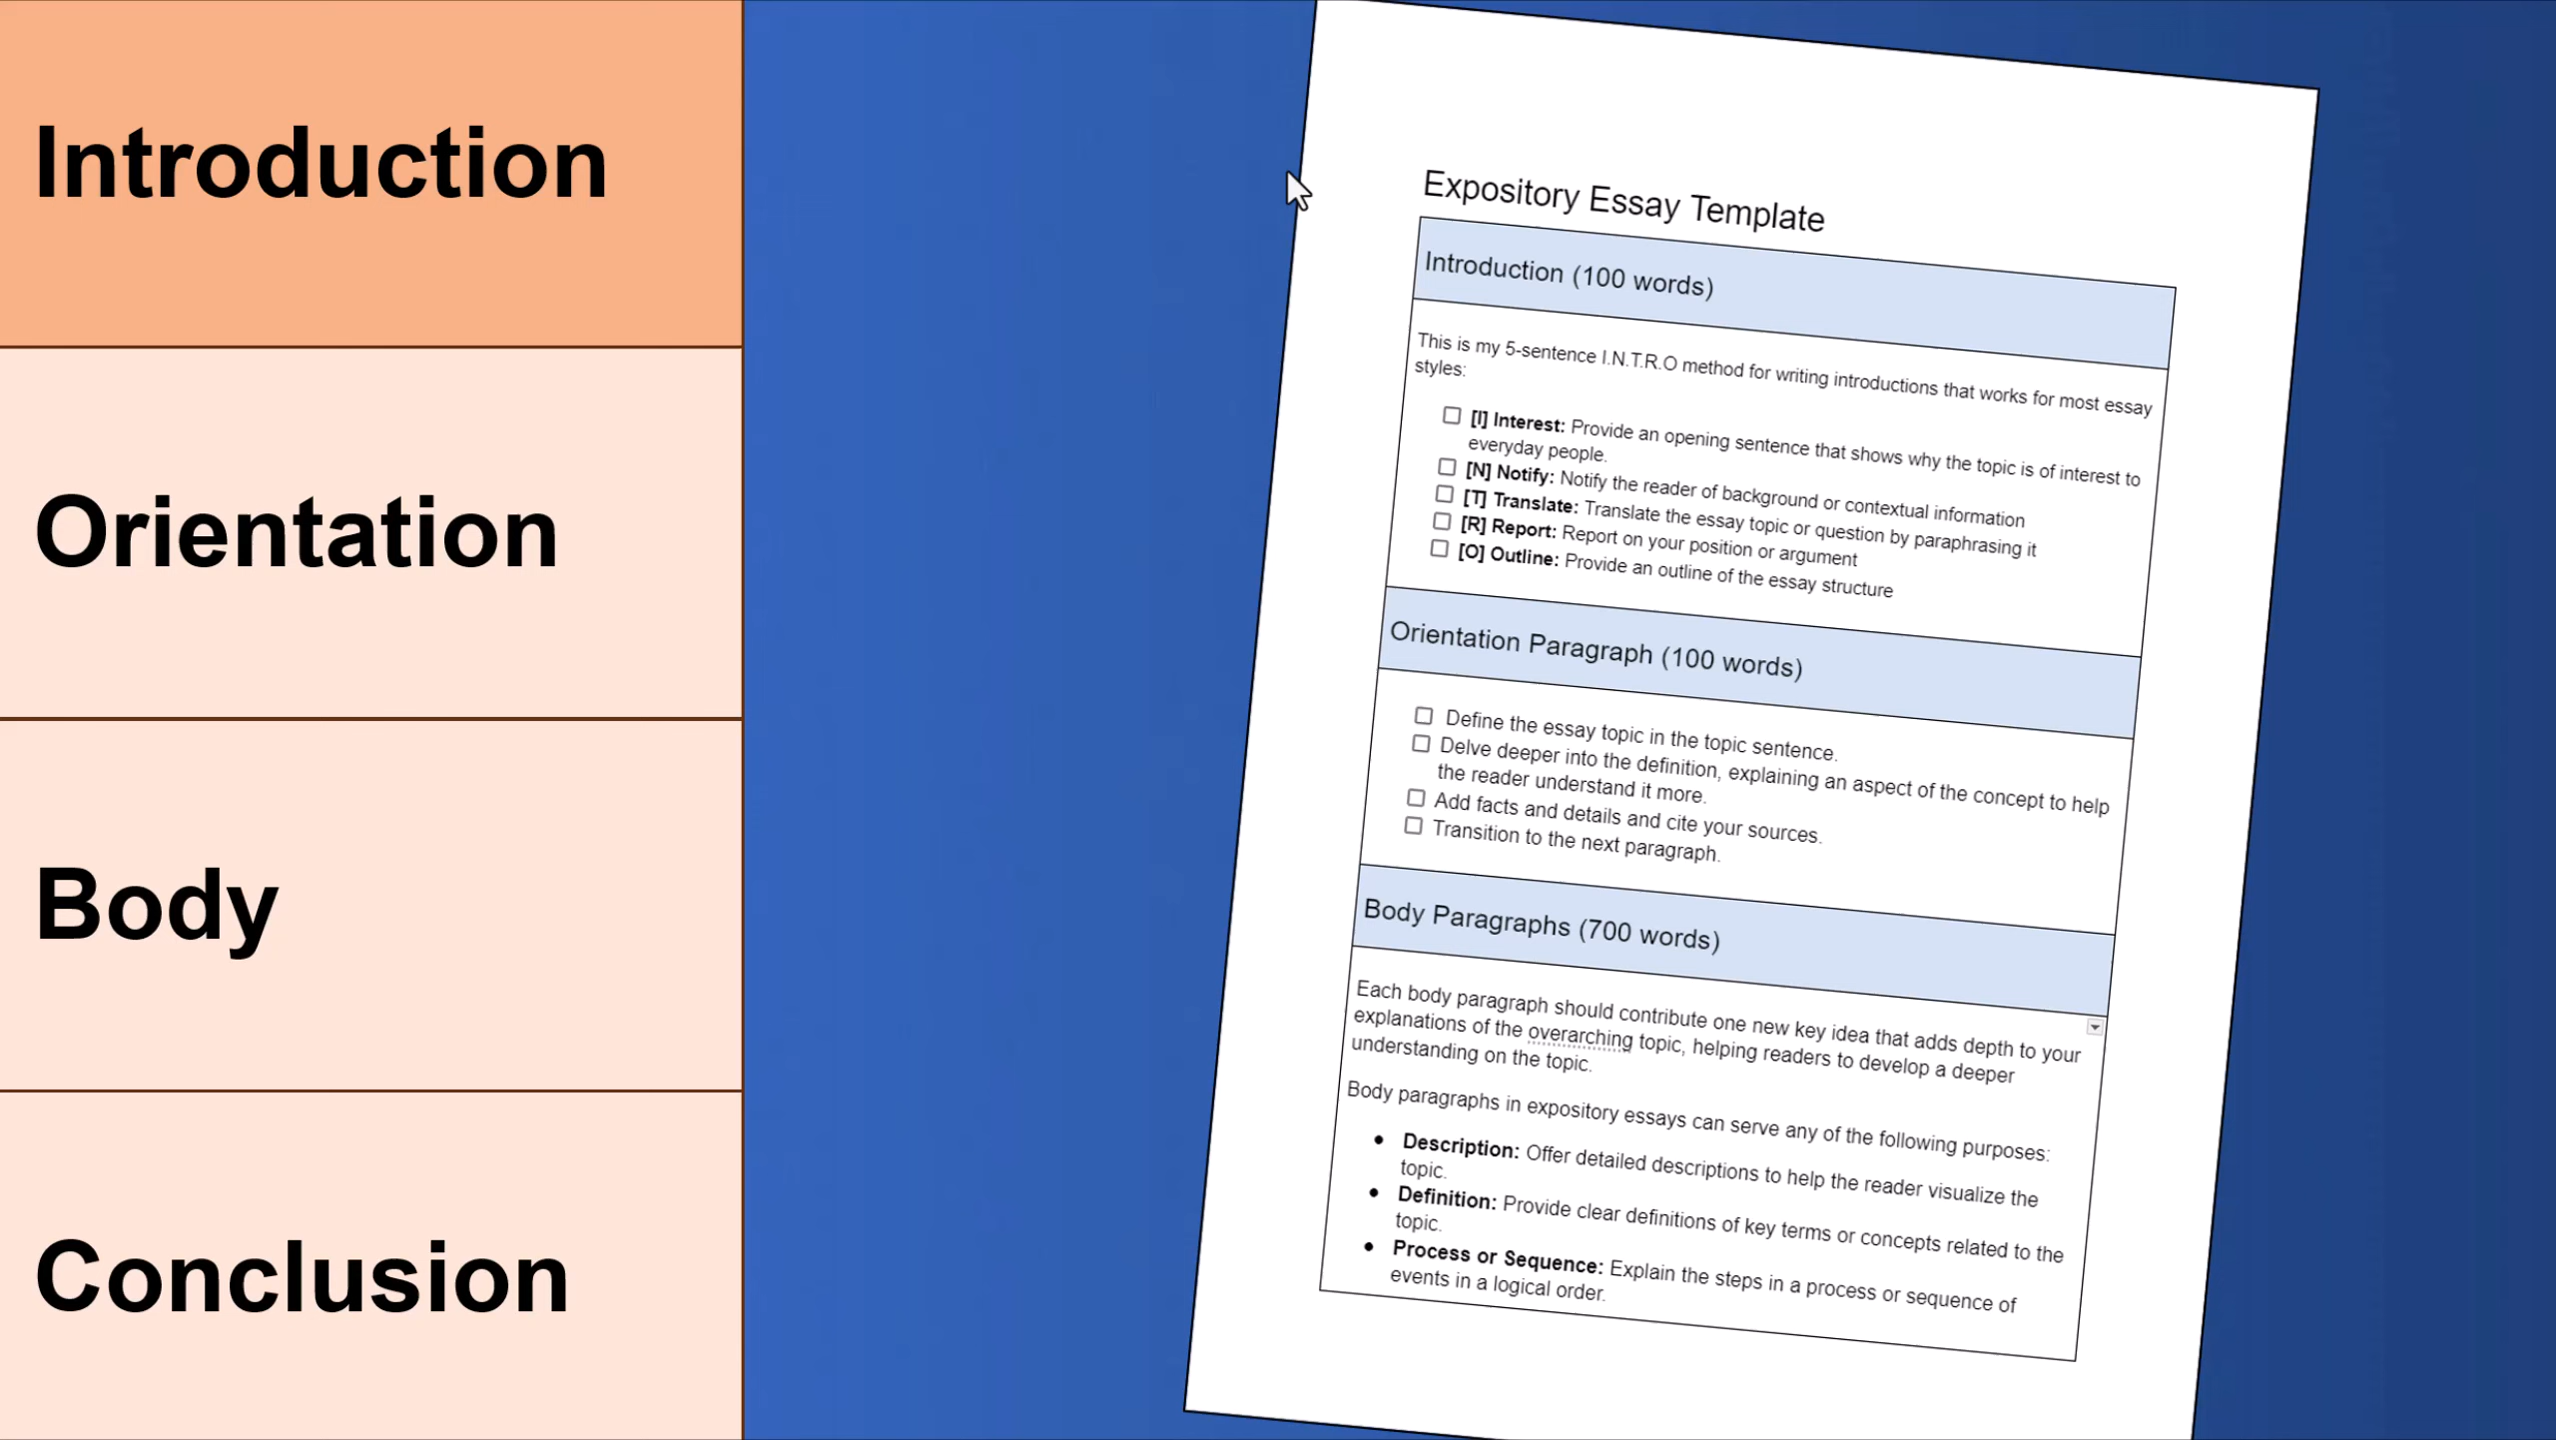 Introduction
Orientation
Body
Conclusion
Expository Essay Template
Introduction (100 words)
This is my 5-sentence I.N.T.R.O method for writing introductions that works for most essay
styles:
[I] Interest: Provide an opening sentence that shows why the topic is of interest to
everyday people.
[N] Notify: Notify the reader of background or contextual information
[T] Translate: Translate the essay topic or question by paraphrasing it
[R] Report: Report on your position or argument
[O] Outline: Provide an outline of the essay structure
Orientation Paragraph (100 words)
Define the essay topic in the topic sentence.
Delve deeper into the definition, explaining an aspect of the concept to help
the reader understand it more.
Add facts and details and cite your sources.
Transition to the next paragraph.
Body Paragraphs (700 words)
Each body paragraph should contribute one new key idea that adds depth to your
explanations of the overarching topic, helping readers to develop a deeper
understanding on the topic.
Body paragraphs in expository essays can serve any of the following purposes:
Description: Offer detailed descriptions to help the reader visualize the
topic.
Definition: Provide clear definitions of key terms or concepts related to the
topic.
Process or Sequence: Explain the steps in a process or sequence of
events in a logical order.